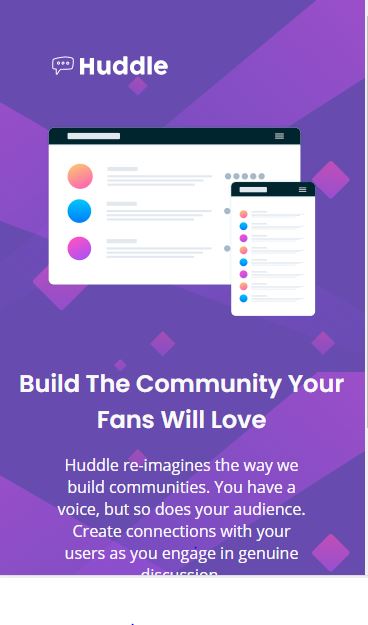 Huddle
Build The Community Your
Fans Will Love
Huddle re-imagines the way we
build communities. You have a
voice, but so does your audience.
Create connections with your
users as you engage in genuine
discussion.